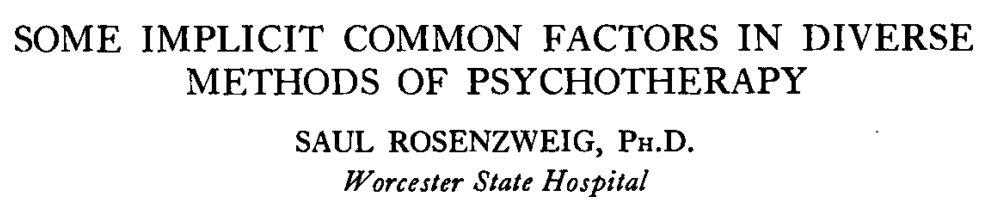 SOME IMPLICIT COMMON FACTORS IN DIVERSE
METHODS OF PSYCHOTHERAPY
SAUL ROSENZWEIG, PH.D.
Worcester State Hospital